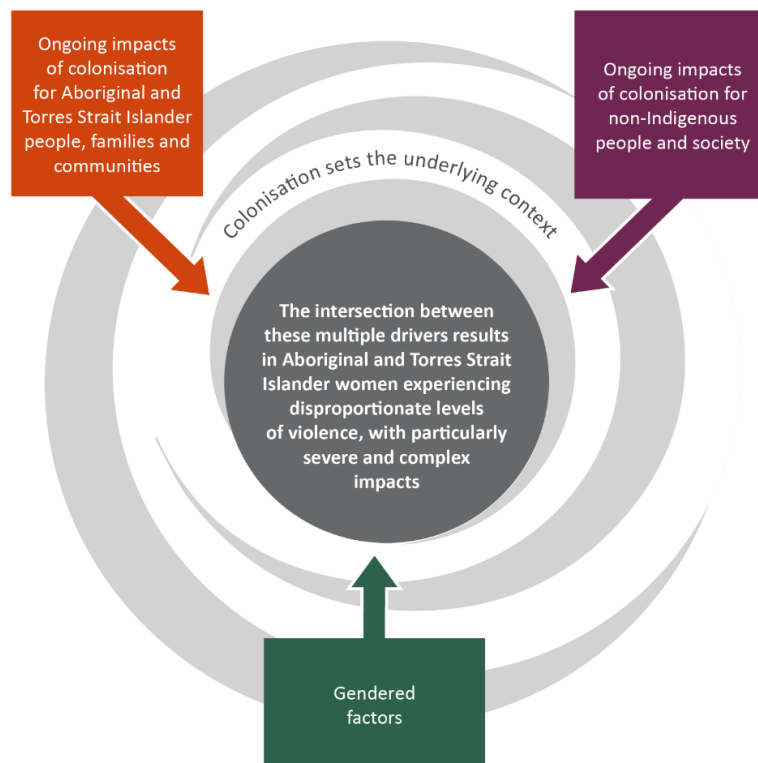 Ongoing impacts
of colonisation
for Aboriginal and
Torres Strait Islander
people, families and
communities
Ongoing impacts
of colonisation for
non-Indigenous
people and society
Colonisation sets the underlying context
The intersection between
these multiple drivers results
in Aboriginal and Torres Strait
Islander women experiencing
disproportionate levels
of violence, with particularly
severe and complex
impacts
Gendered
factors